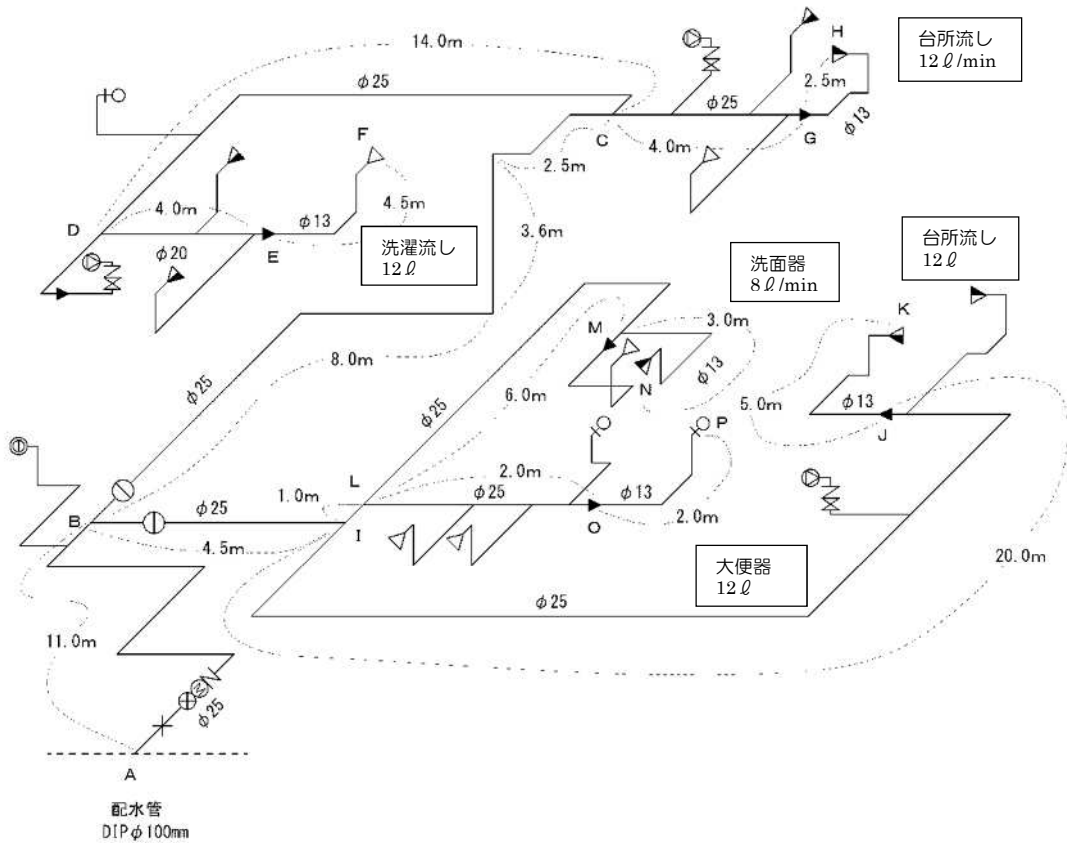 台所流し
12ℓ/min
14.0m
H
φ25
φ25
2.5m
φ13
C
G
2.5m
4.0m
F
4.0m
4.5m
φ13
D
E
φ20
洗濯流し
12ℓ
3.6m
洗面器
8ℓ/min
台所流し
12ℓ
M
3.0m
K
N
φ13
8.0m
6.0m
5.0m
φ13
J
φ25
φ25
P
L
2.0m
1.0m
φ25
φ13
B
φ25
O
2.0m
I
4.5m
20.0m
大便器
12ℓ
φ25
11.0m
M
φ25
A
配水管
DIPφ100mm